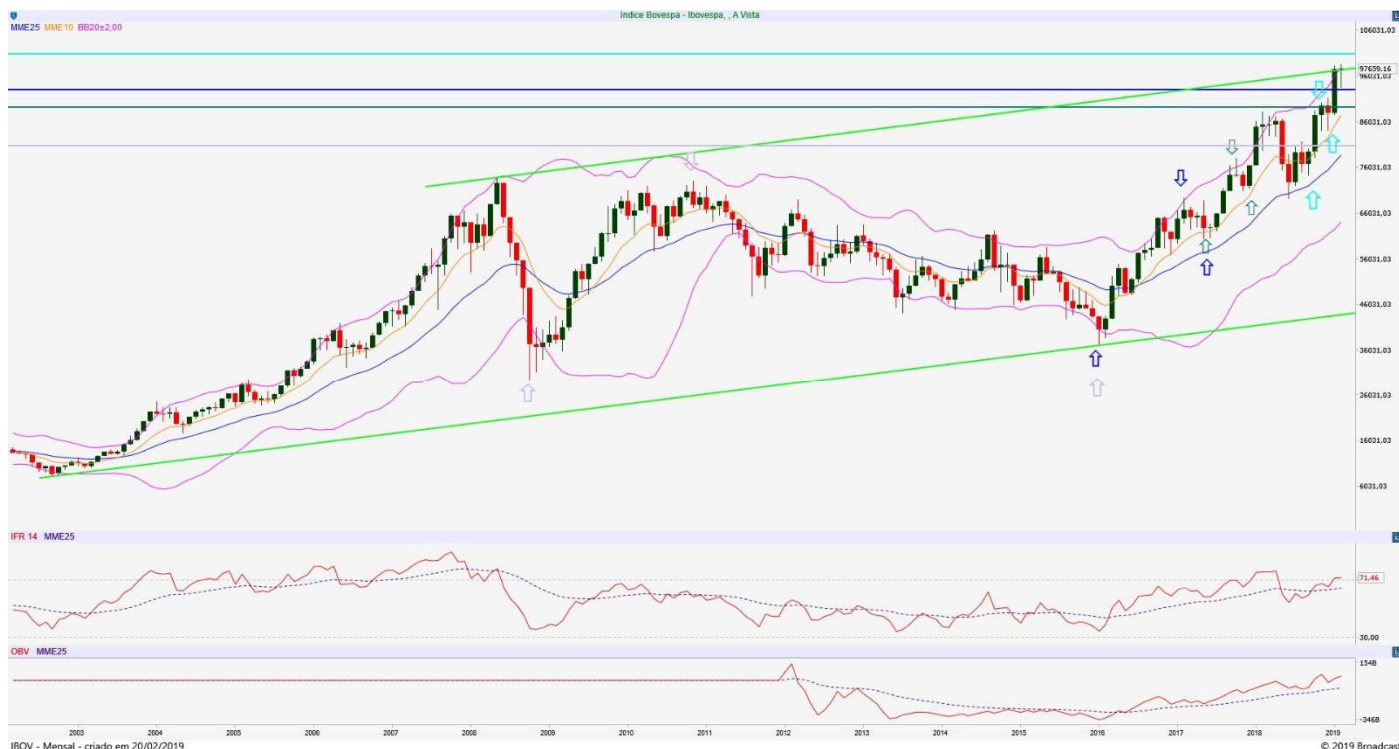 Índice Bovespa - Ibovespa, , A Vista
MME25 MME10 BB20±2,00
106031,03
97659,16
96031,03
86031,03
76031,03
66031,03
56031,03
46031,03
36031,03
26031,03
16031,03
6031,03
IFR 14 MME25
71,46
30,00
OBV MME25
154B
-346B
2003 2004 2005 2006 2007 2008 2009 2010 2011 2012 2013 2014 2015 2016 2017 2018 2019
IBOV - Mensal - criado em 20/02/2019
© 2019 Broadcast